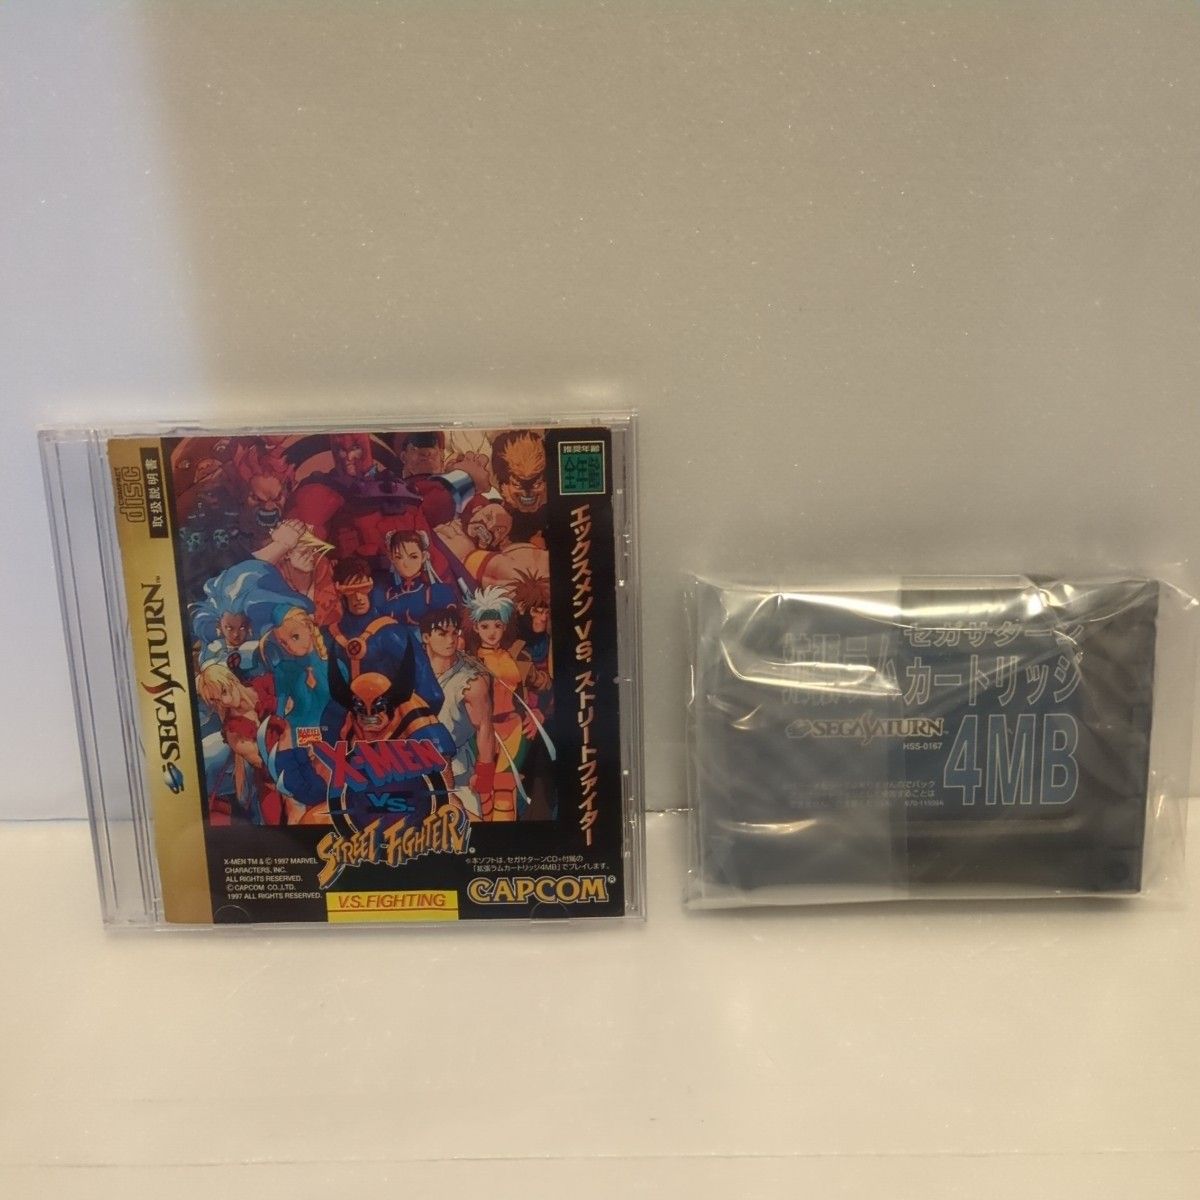 COMPACT
disc
取扱説明書
SEGA SATURN™
推奨年齢
全年齢
エックスメン VS. ストリートファイター
MARVEL
X-MEN
VS.
STREET FIGHTER®
X-MEN TM & © 1997 MARVEL
CHARACTERS, INC.
ALL RIGHTS RESERVED.
©CAPCOM CO.,LTD.
1997 ALL RIGHTS RESERVED.
※本ソフトは、セガサターンCD+付属の
「拡張ラムカートリッジ4MB」でプレイします。
V.S.FIGHTING
CAPCOM®
セガサターン
拡張ラムカートリッジ
SEGA SATURN™
HSS-0167
4MB